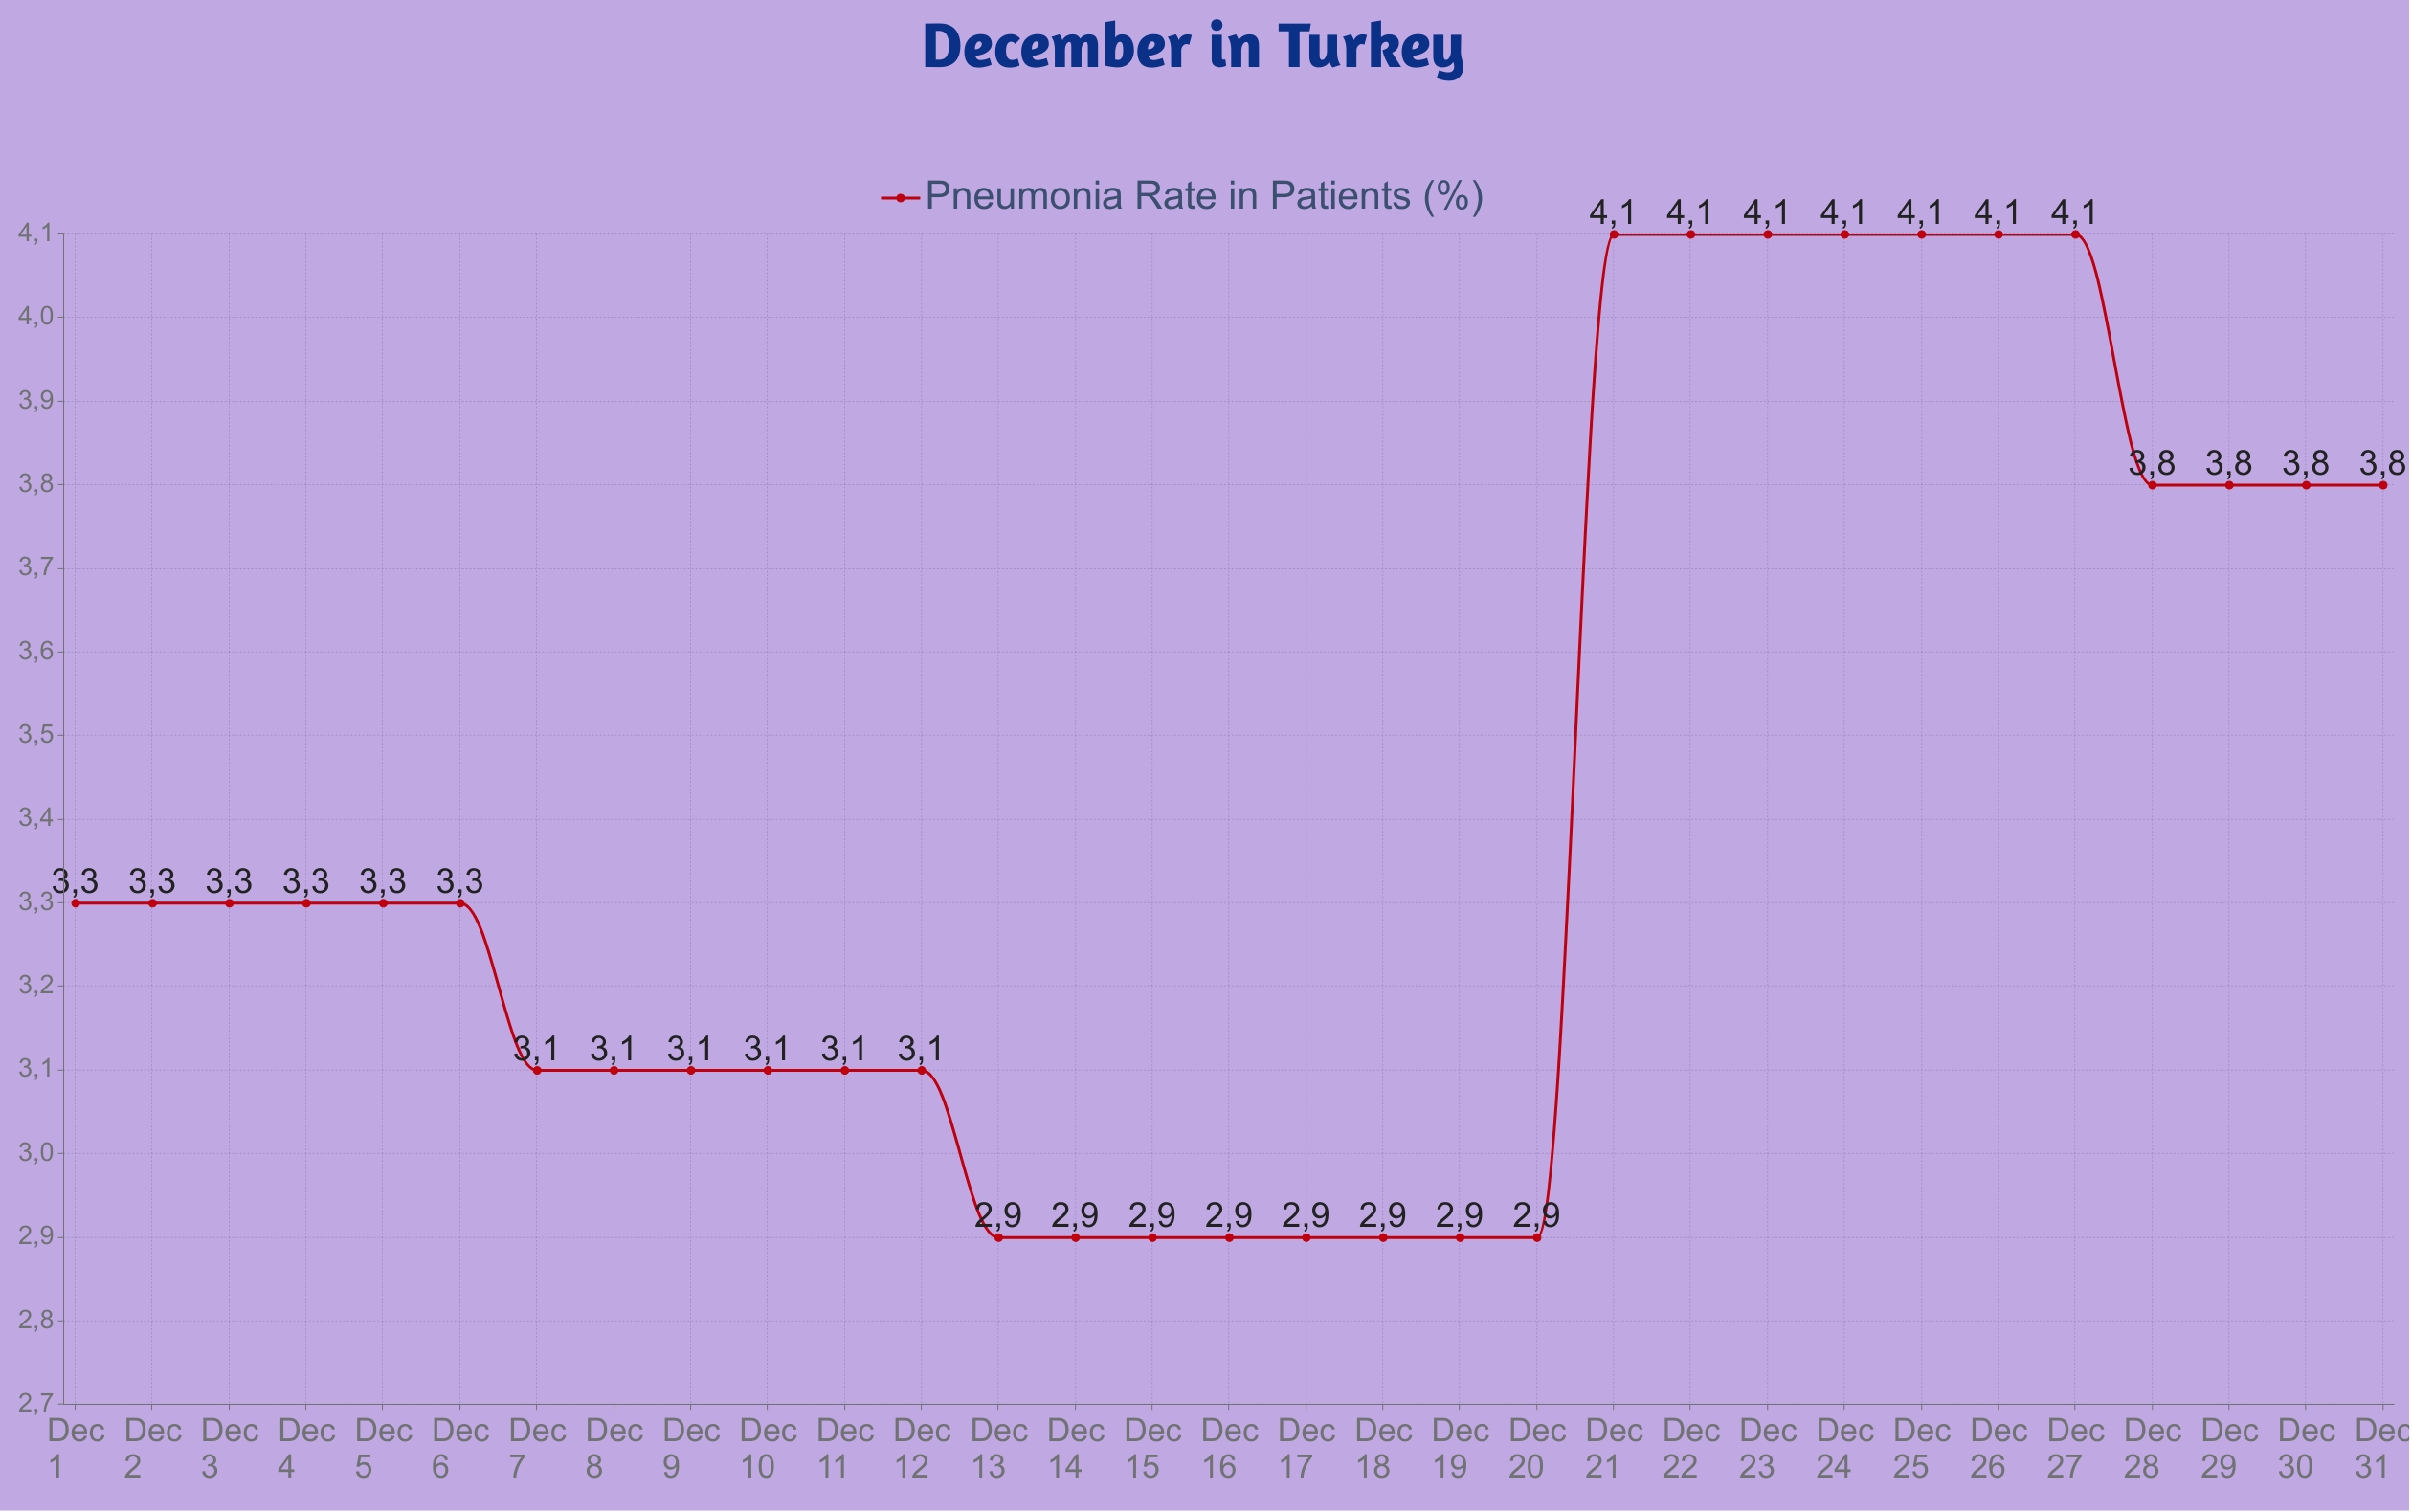 December in Turkey
Pneumonia Rate in Patients (%)
4,1 4,1 4,1 4,1 4,1 4,1 4,1
4,1
4,0
3,9
3,8 3,8 3,8 3,8
3,8
3,7
3,6
3,5
3,4
3,3 3,3 3,3 3,3 3,3 3,3
3,3
3,2
3,1 3,1 3,1 3,1 3,1 3,1
3,1
3,0
2,9 2,9 2,9 2,9 2,9 2,9 2,9 2,9
2,9
2,8
2,7
Dec Dec Dec Dec Dec Dec Dec Dec Dec Dec Dec Dec Dec Dec Dec Dec Dec Dec Dec Dec Dec Dec Dec Dec Dec Dec Dec Dec Dec Dec Dec
1 2 3 4 5 6 7 8 9 10 11 12 13 14 15 16 17 18 19 20 21 22 23 24 25 26 27 28 29 30 31